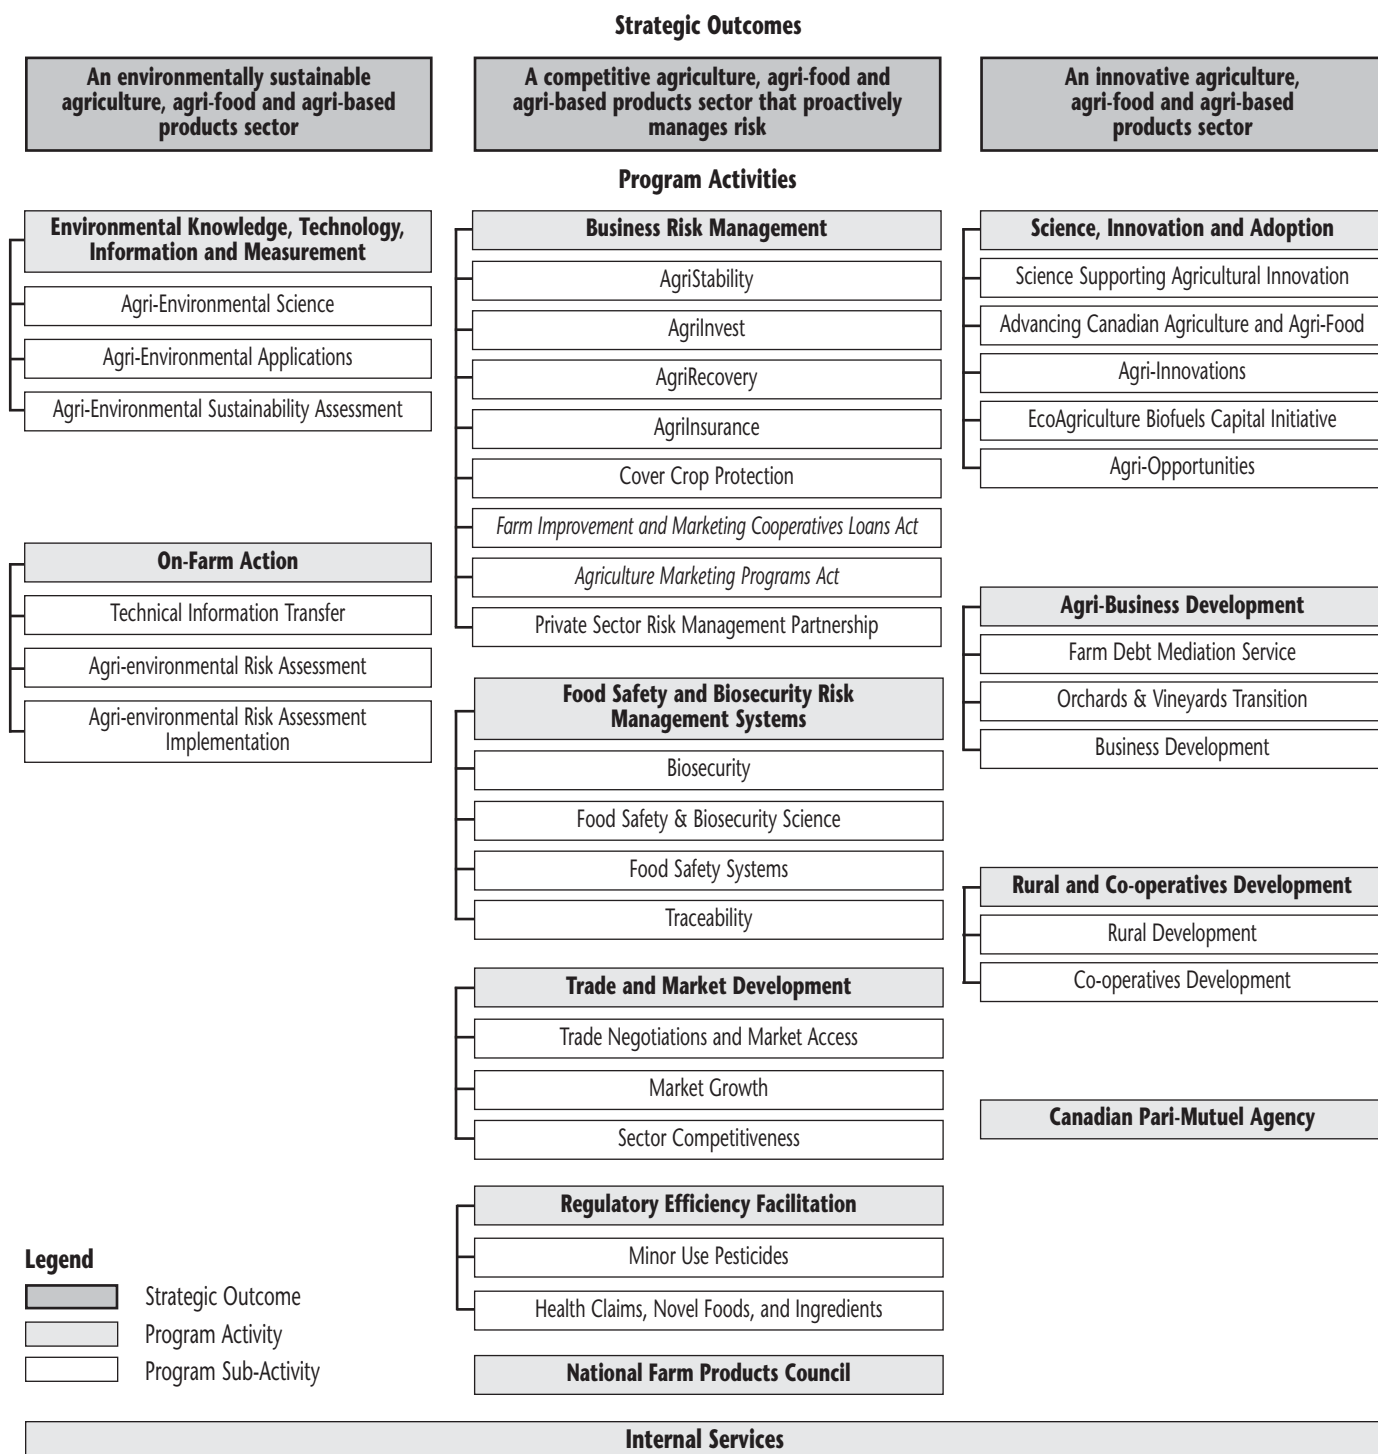 Strategic Outcomes
An environmentally sustainable
agriculture, agri-food and agri-based
products sector
A competitive agriculture, agri-food and
agri-based products sector that proactively
manages risk
An innovative agriculture,
agri-food and agri-based
products sector
Program Activities
Environmental Knowledge, Technology,
Information and Measurement
Agri-Environmental Science
Agri-Environmental Applications
Agri-Environmental Sustainability Assessment
On-Farm Action
Technical Information Transfer
Agri-environmental Risk Assessment
Agri-environmental Risk Assessment
Implementation
Business Risk Management
AgriStability
AgriInvest
AgriRecovery
AgriInsurance
Cover Crop Protection
Farm Improvement and Marketing Cooperatives Loans Act
Agriculture Marketing Programs Act
Private Sector Risk Management Partnership
Food Safety and Biosecurity Risk
Management Systems
Biosecurity
Food Safety & Biosecurity Science
Food Safety Systems
Traceability
Trade and Market Development
Trade Negotiations and Market Access
Market Growth
Sector Competitiveness
Regulatory Efficiency Facilitation
Minor Use Pesticides
Health Claims, Novel Foods, and Ingredients
National Farm Products Council
Science, Innovation and Adoption
Science Supporting Agricultural Innovation
Advancing Canadian Agriculture and Agri-Food
Agri-Innovations
EcoAgriculture Biofuels Capital Initiative
Agri-Opportunities
Agri-Business Development
Farm Debt Mediation Service
Orchards & Vineyards Transition
Business Development
Rural and Co-operatives Development
Rural Development
Co-operatives Development
Canadian Pari-Mutuel Agency
Legend
Strategic Outcome
Program Activity
Program Sub-Activity
Internal Services